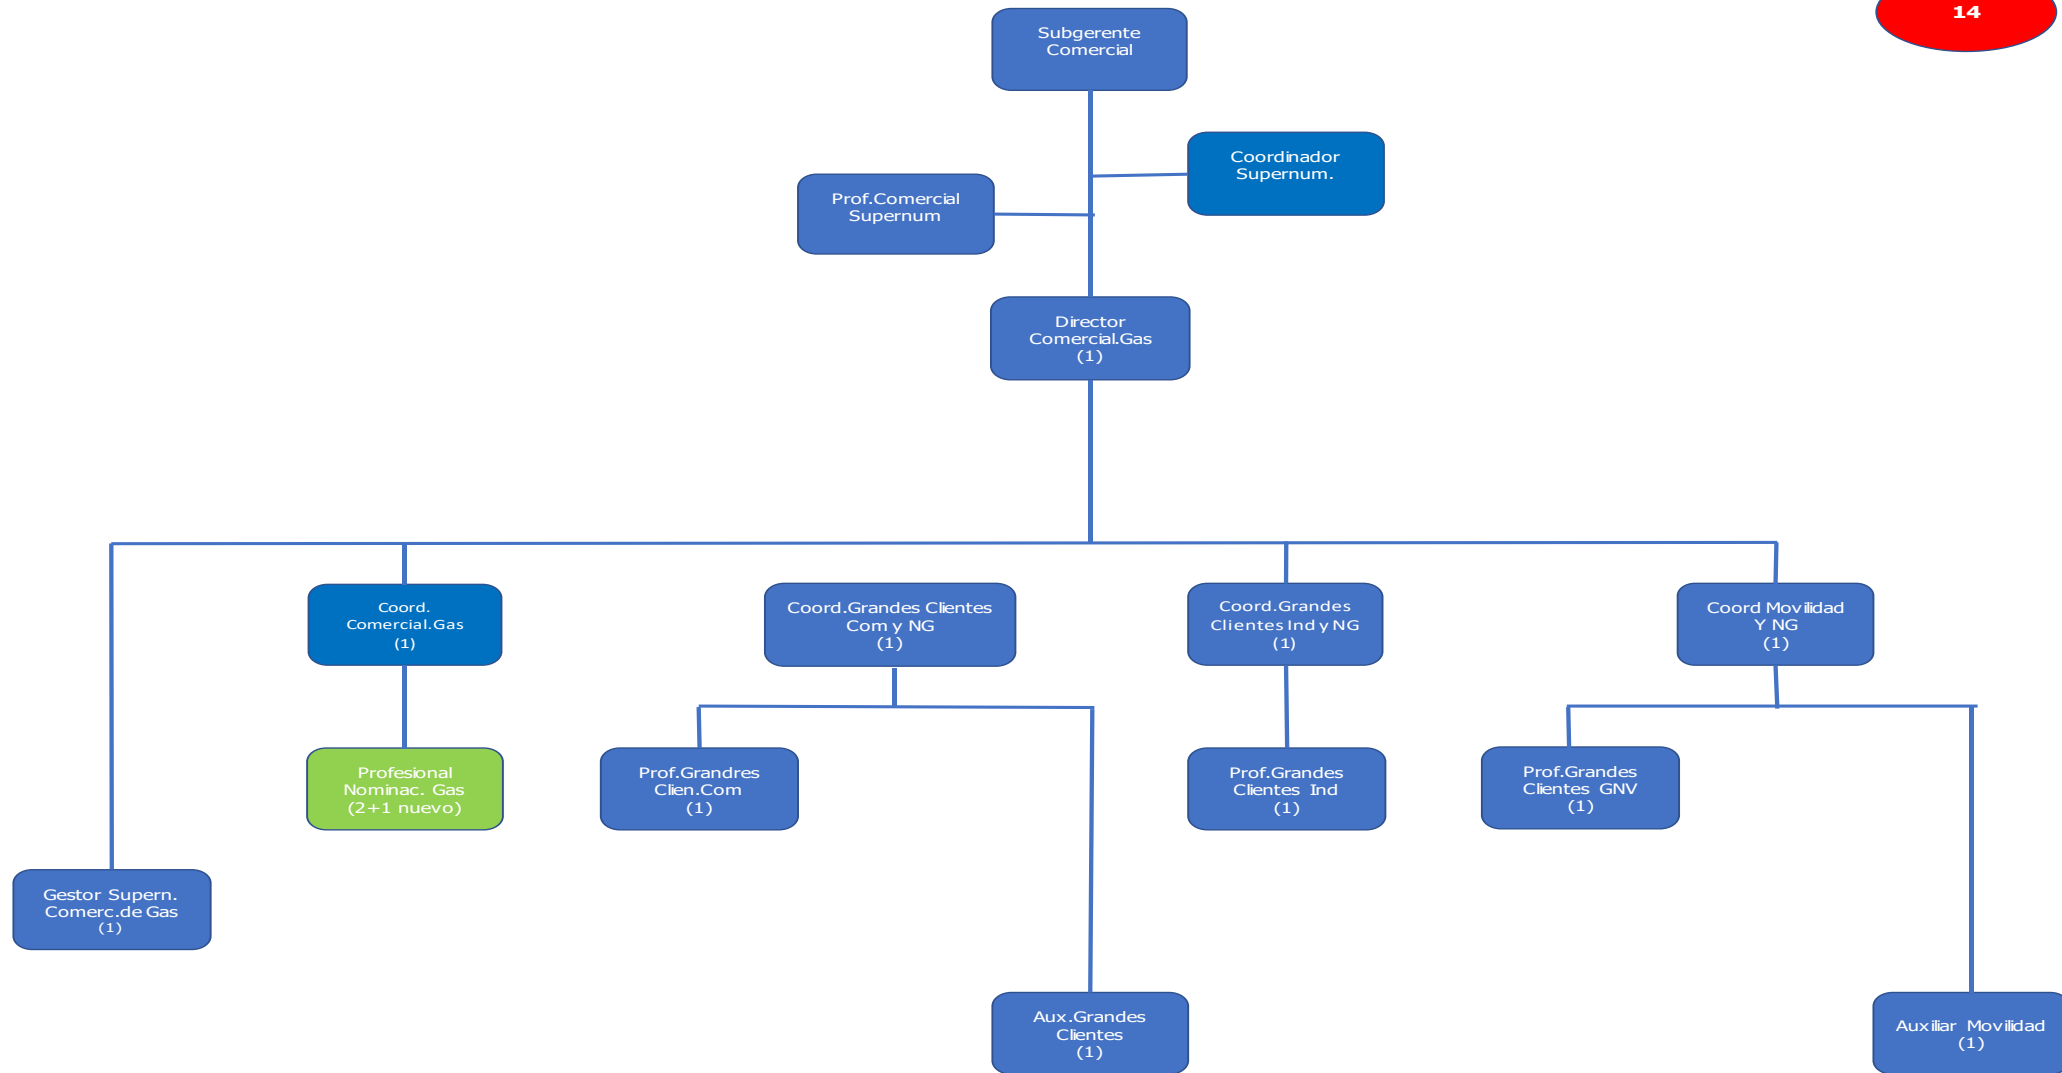 14
Subgerente
Comercial
Coordinador
Supernum.
Prof.Comercial
Supernum
Director
Comercial.Gas
(1)
Coord.
Comercial.Gas
(1)
Coord.Grandes Clientes
Com y NG
(1)
Coord.Grandes
Clientes Ind y NG
(1)
Coord Movilidad
Y NG
(1)
Profesional
Nominac. Gas
(2+1 nuevo)
Prof.Grandres
Clien.Com
(1)
Prof.Grandes
Clientes Ind
(1)
Prof.Grandes
Clientes GNV
(1)
Gestor Supern.
Comerc.de Gas
(1)
Aux.Grandes
Clientes
(1)
Auxiliar Movilidad
(1)